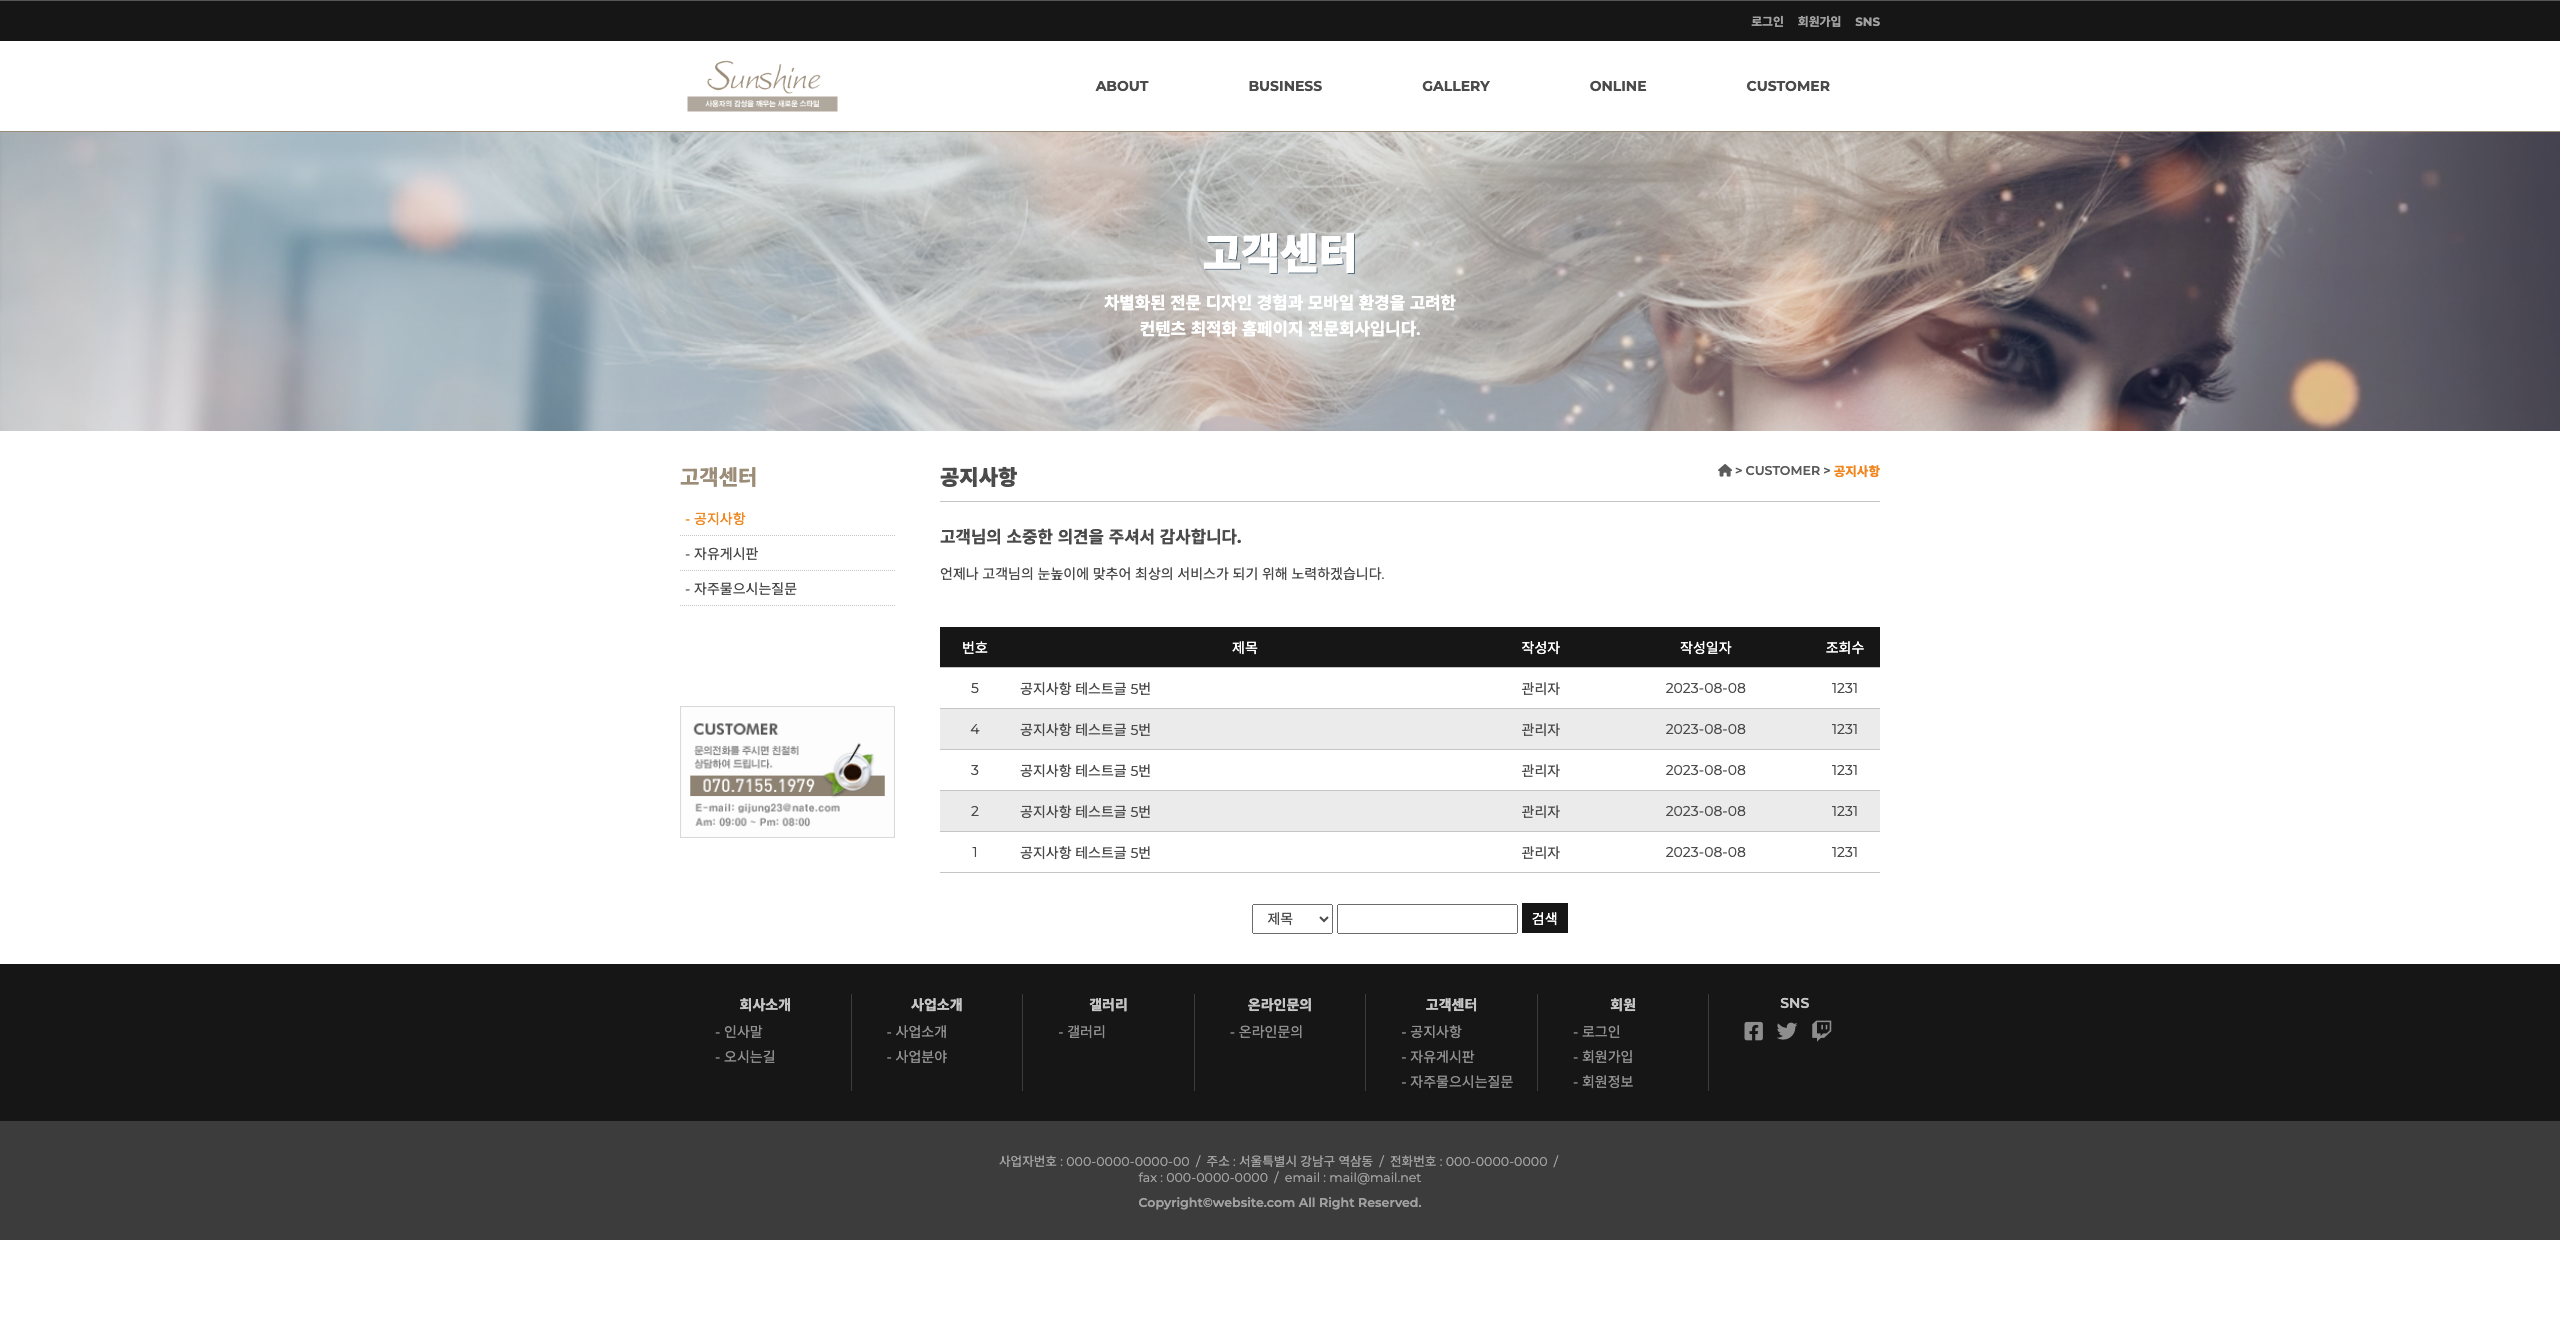 로그인 회원가입 SNS
Sunshine
사용자의 감성을 깨우는 새로운 스타일
ABOUT BUSINESS GALLERY ONLINE CUSTOMER
고객센터
차별화된 전문 디자인 경험과 모바일 환경을 고려한
컨텐츠 최적화 홈페이지 전문회사입니다.
고객센터
- 공지사항
- 자유게시판
- 자주물으시는질문
CUSTOMER
문의전화를 주시면 친절히
상담하여 드립니다.
070.7155.1979
E-mail: gijung23@nate.com
Am: 09:00 ~ Pm: 08:00
공지사항
> CUSTOMER > 공지사항
고객님의 소중한 의견을 주셔서 감사합니다.
언제나 고객님의 눈높이에 맞추어 최상의 서비스가 되기 위해 노력하겠습니다.
번호 제목 작성자 작성일자 조회수
5 공지사항 테스트글 5번 관리자 2023-08-08 1231
4 공지사항 테스트글 5번 관리자 2023-08-08 1231
3 공지사항 테스트글 5번 관리자 2023-08-08 1231
2 공지사항 테스트글 5번 관리자 2023-08-08 1231
1 공지사항 테스트글 5번 관리자 2023-08-08 1231
제목 검색
회사소개
- 인사말
- 오시는길
사업소개
- 사업소개
- 사업분야
갤러리
- 갤러리
온라인문의
- 온라인문의
고객센터
- 공지사항
- 자유게시판
- 자주물으시는질문
회원
- 로그인
- 회원가입
- 회원정보
SNS
사업자번호 : 000-0000-0000-00 / 주소 : 서울특별시 강남구 역삼동 / 전화번호 : 000-0000-0000 /
fax : 000-0000-0000 / email : mail@mail.net
Copyright©website.com All Right Reserved.